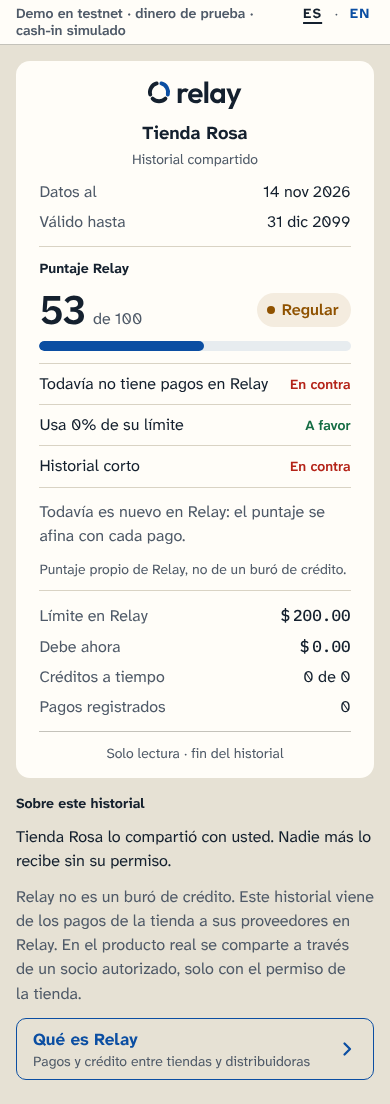 Demo en testnet · dinero de prueba · cash-in simulado
ES · EN
relay
Tienda Rosa
Historial compartido
Datos al 14 nov 2026
Válido hasta 31 dic 2099
Puntaje Relay
53 de 100 Regular
Todavía no tiene pagos en Relay En contra
Usa 0% de su límite A favor
Historial corto En contra
Todavía es nuevo en Relay: el puntaje se
afina con cada pago.
Puntaje propio de Relay, no de un buró de crédito.
Límite en Relay $200.00
Debe ahora $0.00
Créditos a tiempo 0 de 0
Pagos registrados 0
Solo lectura · fin del historial
Sobre este historial
Tienda Rosa lo compartió con usted. Nadie más lo
recibe sin su permiso.
Relay no es un buró de crédito. Este historial viene
de los pagos de la tienda a sus proveedores en
Relay. En el producto real se comparte a través
de un socio autorizado, solo con el permiso de
la tienda.
Qué es Relay
Pagos y crédito entre tiendas y distribuidoras